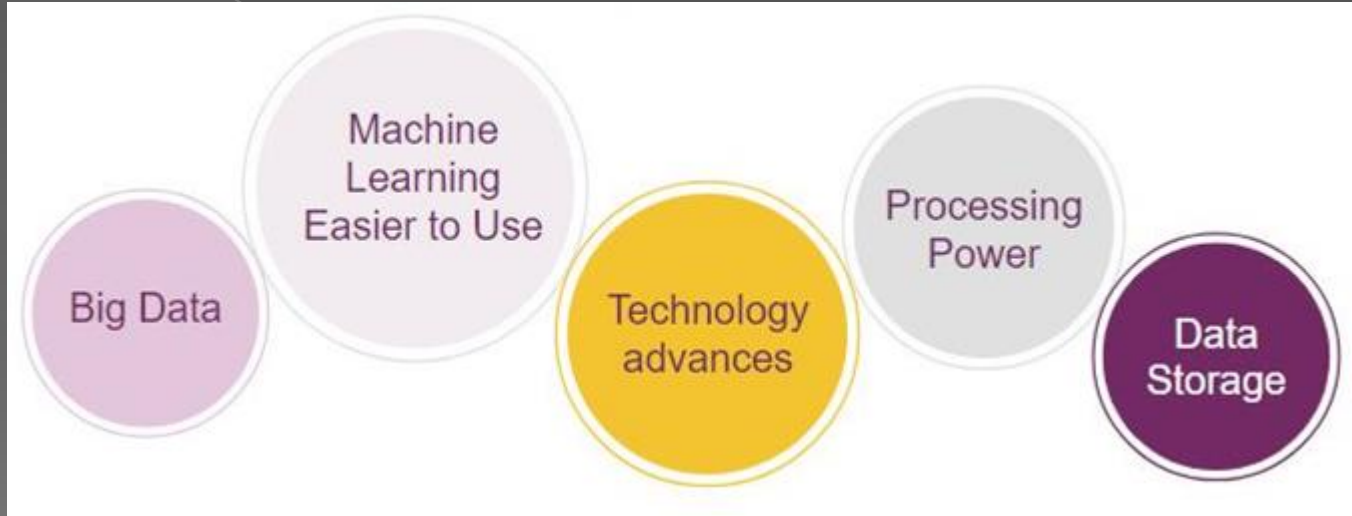 Big Data
Machine
Learning
Easier to Use
Technology
advances
Processing
Power
Data
Storage